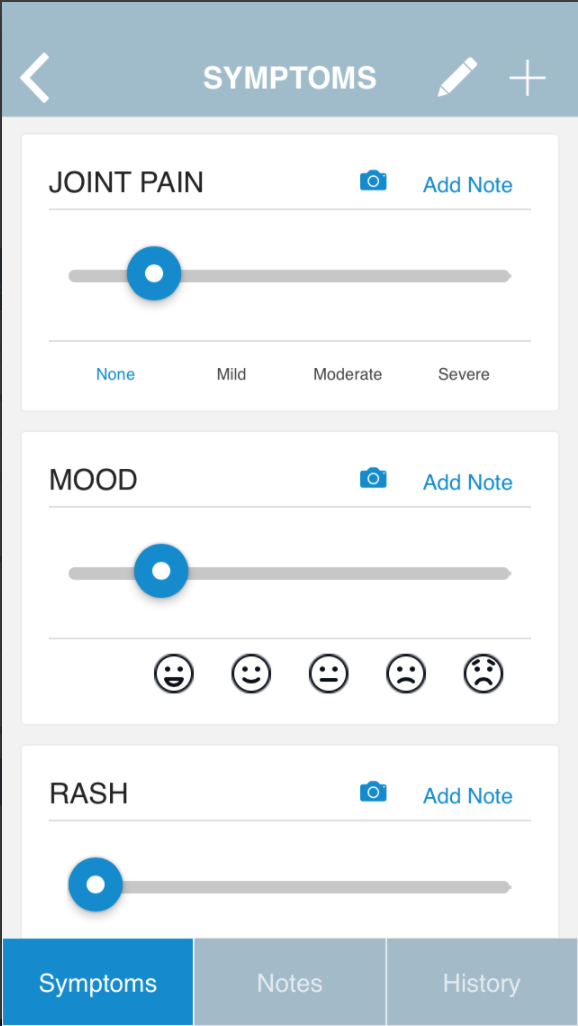 SYMPTOMS
JOINT PAIN Add Note
None Mild Moderate Severe
MOOD Add Note
RASH Add Note
Symptoms Notes History